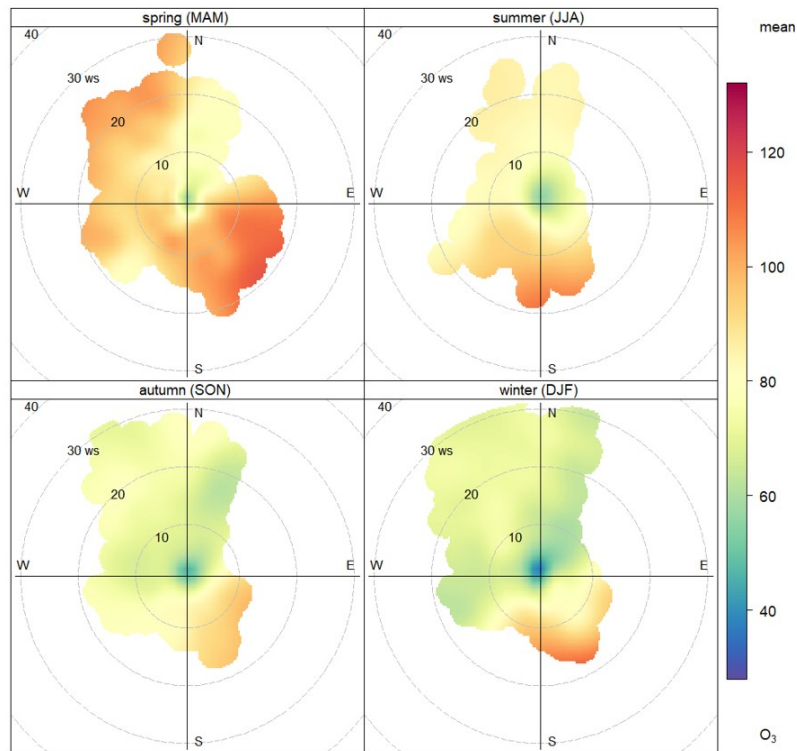 spring (MAM)
summer (JJA)
mean
40
N
30 ws
20
10
W
E
S
40
N
30 ws
20
10
W
E
S
120
100
80
60
40
autumn (SON)
winter (DJF)
40
N
30 ws
20
10
W
E
S
40
N
30 ws
20
10
W
E
S
O₃